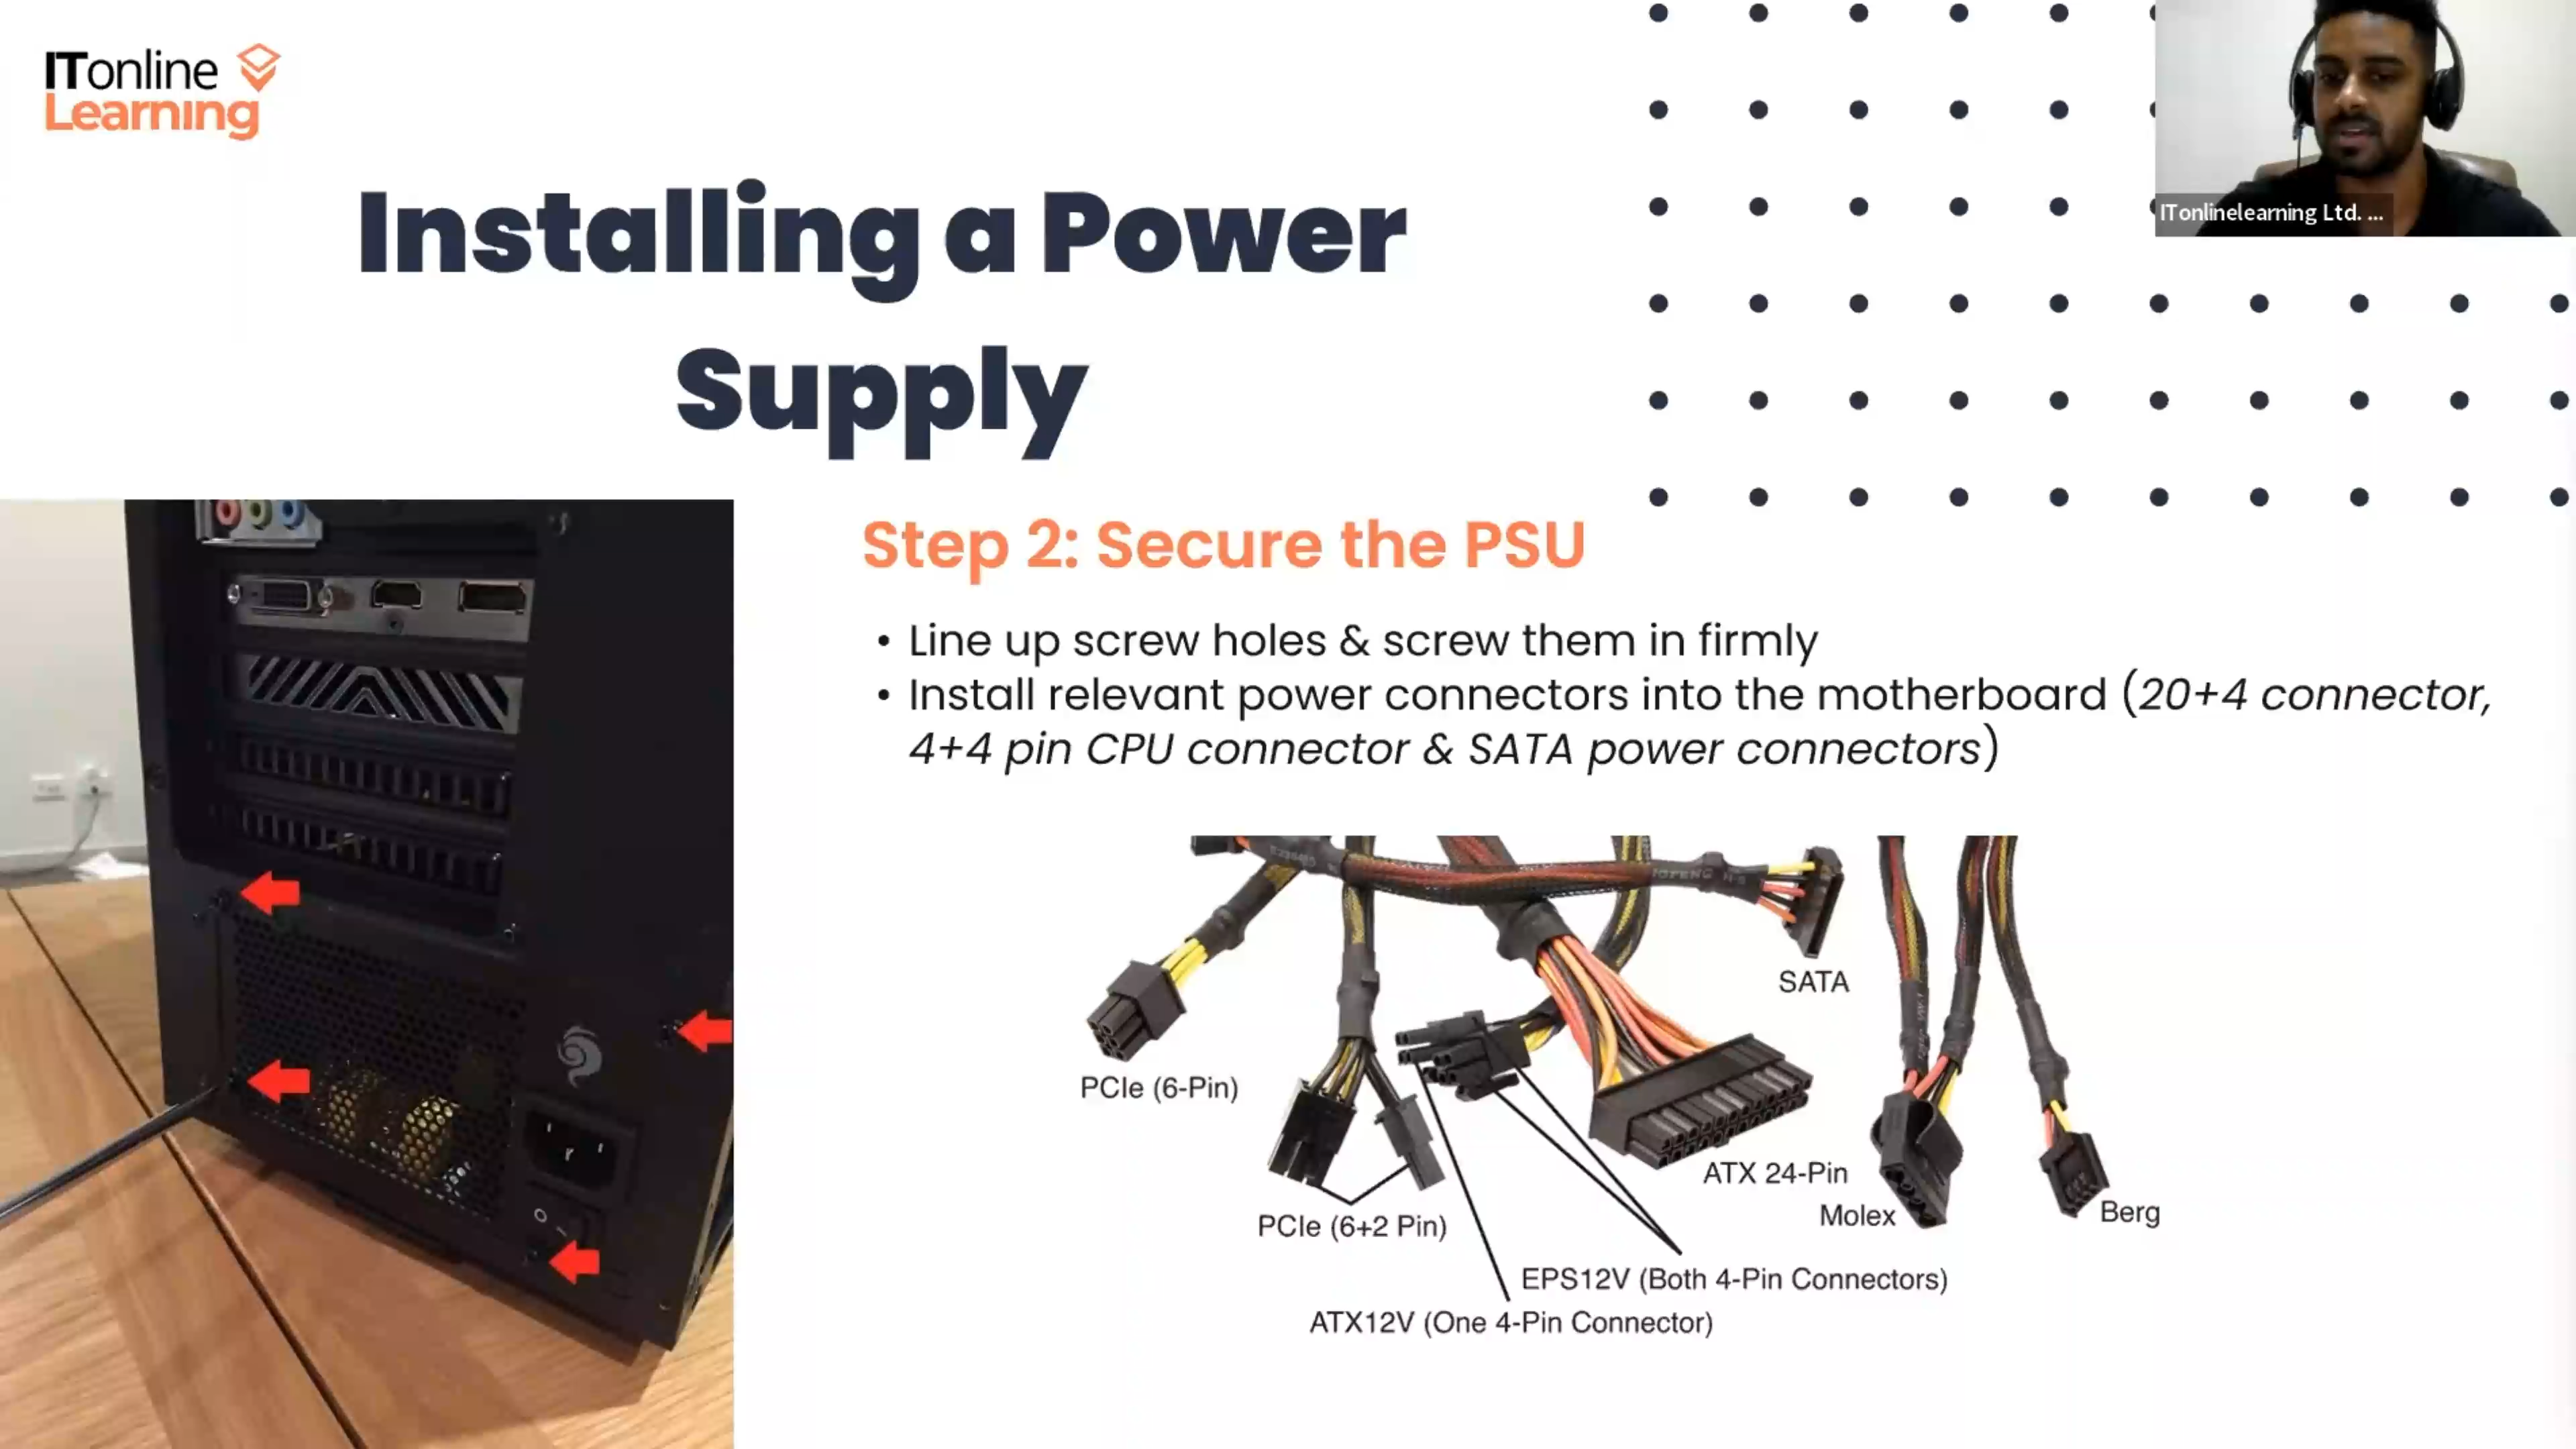 ITonline
Learning
ITonlinelearning Ltd. ...
Installing a Power
Supply
Step 2: Secure the PSU
• Line up screw holes & screw them in firmly
• Install relevant power connectors into the motherboard (20+4 connector,
4+4 pin CPU connector & SATA power connectors)
SATA
PCIe (6-Pin)
ATX 24-Pin
Molex
Berg
PCIe (6+2 Pin)
EPS12V (Both 4-Pin Connectors)
ATX12V (One 4-Pin Connector)